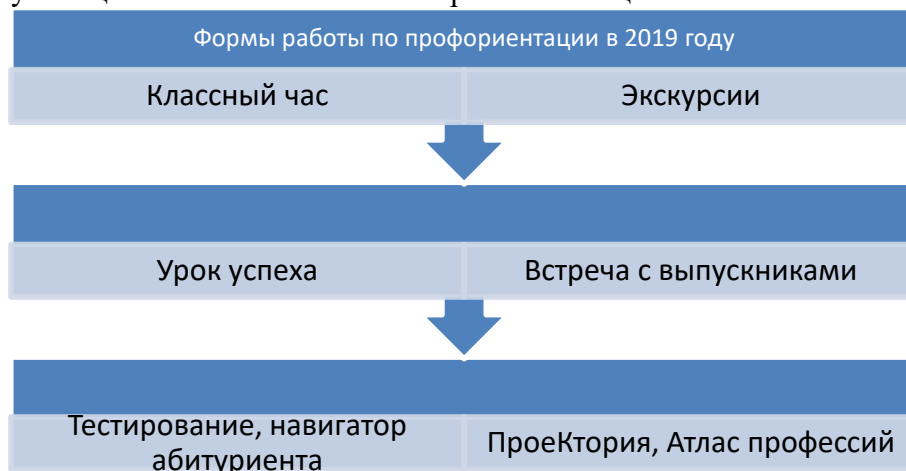 Формы работы по профориентации в 2019 году
Классный час
Экскурсии
Урок успеха
Встреча с выпускниками
Тестирование, навигатор
абитуриента
ПроеКтория, Атлас профессий